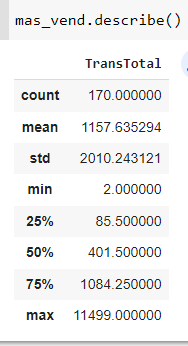 mas_vend.describe()
TransTotal
count 170.000000
mean 1157.635294
std 2010.243121
min 2.000000
25% 85.500000
50% 401.500000
75% 1084.250000
max 11499.000000